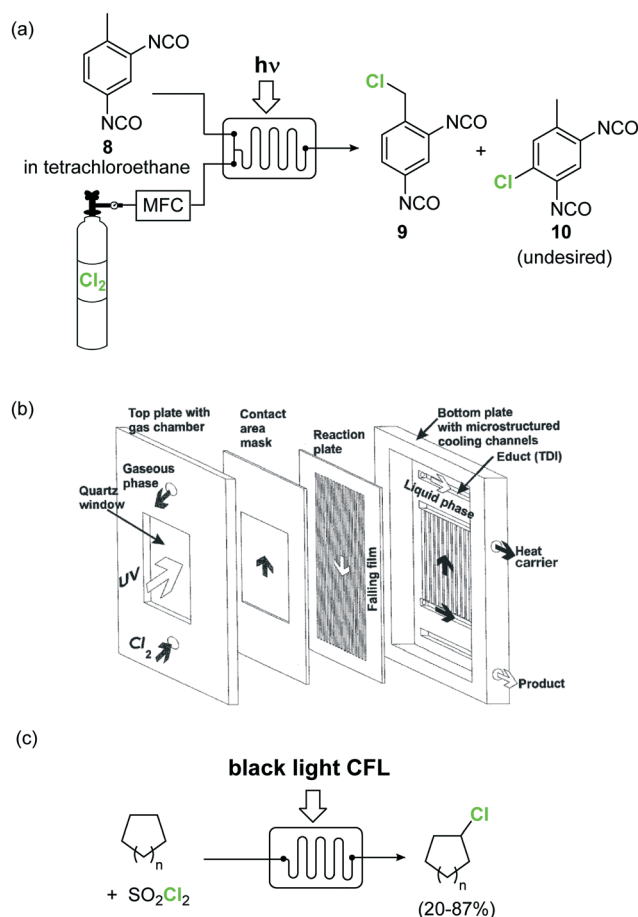 (a)
NCO
NCO
8
in tetrachloroethane
hν
MFC
Cl2
Cl
NCO
NCO
9
+
Cl
NCO
NCO
10
(undesired)
(b)
Top plate with
gas chamber
Contact
area
mask
Reaction
plate
Bottom plate
with microstructured
cooling channels
Educt (TDI)
Gaseous
phase
Quartz
window
UV
Cl2
Falling film
Liquid phase
Heat
carrier
Product
(c)
black light CFL
n
+ SO2Cl2
Cl
n
(20-87%)